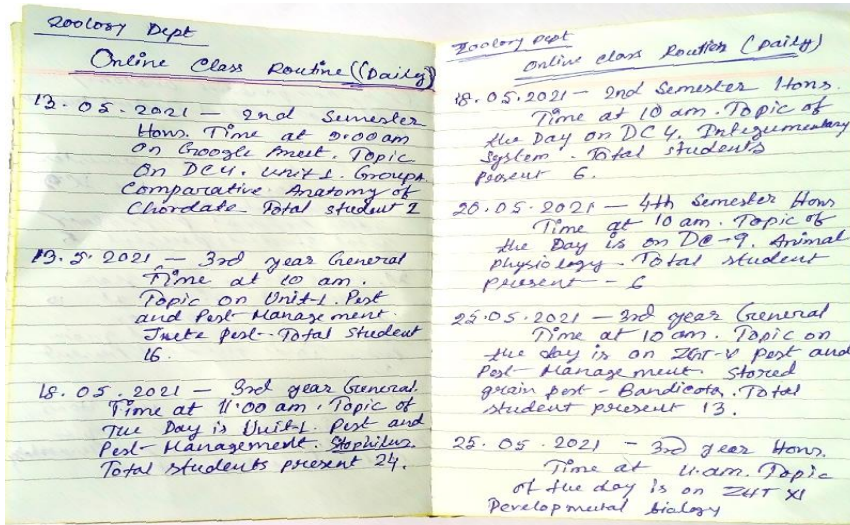 Zoology Dept
Online Class Routine (Daily)
13.05.2021 – 2nd Semester
Hons. Time at 9:00 am
on Google meet. Topic
On DC4. Unit 1. Group A
Comparative Anatomy of
Chordate. Total student 2
13.5.2021 – 3rd year General
Time at 10 am.
Topic on Unit-1. Pest
and Pest Management.
Jute Pest - Total Student
16.
18.05.2021 – 3rd year General.
Time at 11:00 am. Topic of
The Day is Unit-1. Pest and
Pest - Management.
Total students present 24.
Zoology Dept
Online class Routine (Daily)
18.05.2021 – 2nd Semester Hons.
Time at 10 am. Topic of
the Day on DC 4. Integumentary
System. Total students
Present 6.
20.05.2021 – 4th Semester Hons
Time at 10 am. Topic of
the Day is on DC-9. Animal
physiology - Total student
present - 6
25.05.2021 – 3rd year General
Time at 10 am. Topic on
the day is on ZGT-V Pest and
Pest - Management. Stored
grain pest - Bandicota. Total
student present 13.
25.05.2021 – 3rd year Hons.
Time at 11.am. Topic
of the day is on ZHT XI
Developmental biology